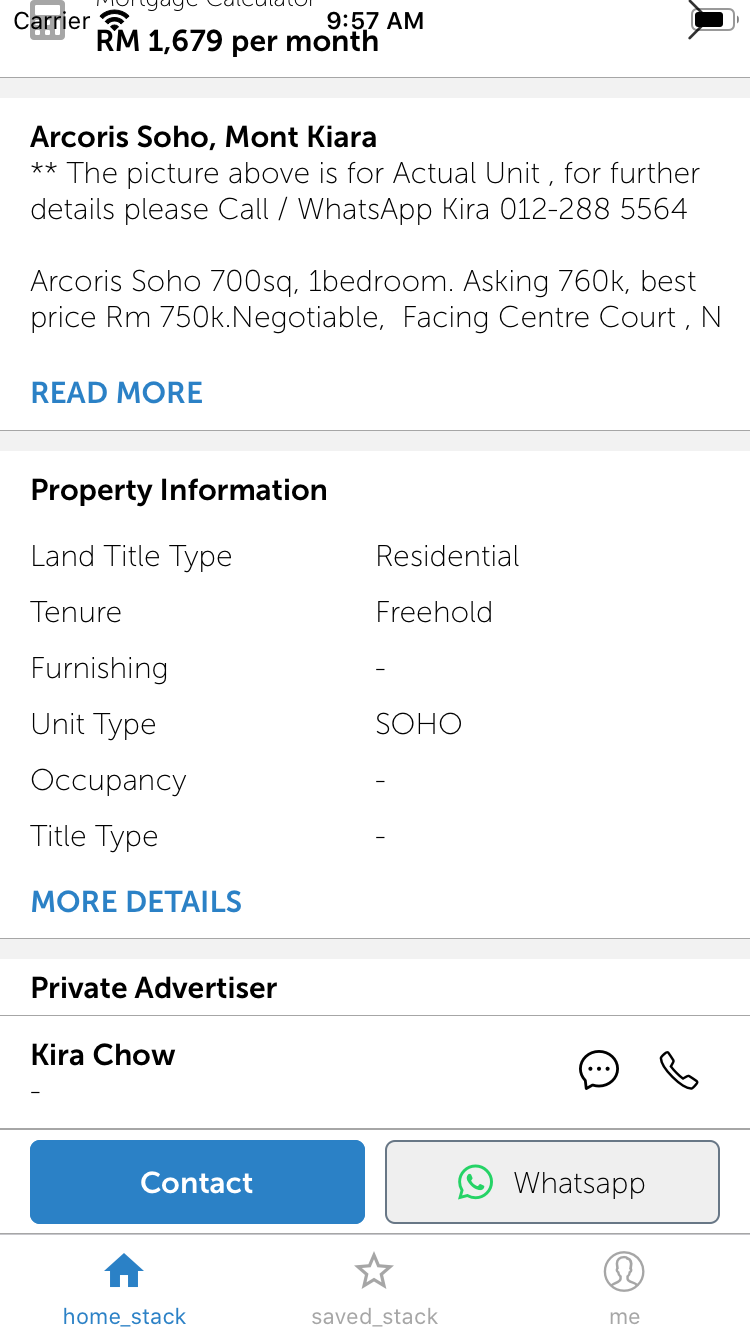 Mortgage Calculator
Carrier 9:57 AM
RM 1,679 per month
Arcoris Soho, Mont Kiara
** The picture above is for Actual Unit , for further
details please Call / WhatsApp Kira 012-288 5564
Arcoris Soho 700sq, 1bedroom. Asking 760k, best
price Rm 750k.Negotiable,  Facing Centre Court , N
READ MORE
Property Information
Land Title Type Residential
Tenure Freehold
Furnishing -
Unit Type SOHO
Occupancy -
Title Type -
MORE DETAILS
Private Advertiser
Kira Chow
-
Contact Whatsapp
home_stack saved_stack me